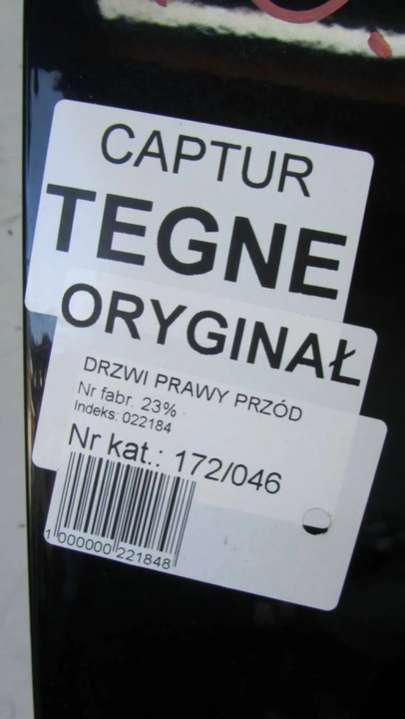 CAPTUR
TEGNE
ORYGINAŁ
DRZWI PRAWY PRZÓD
Nr fabr. 23%
Indeks: 022184
Nr kat.: 172/046
1 000000 221848